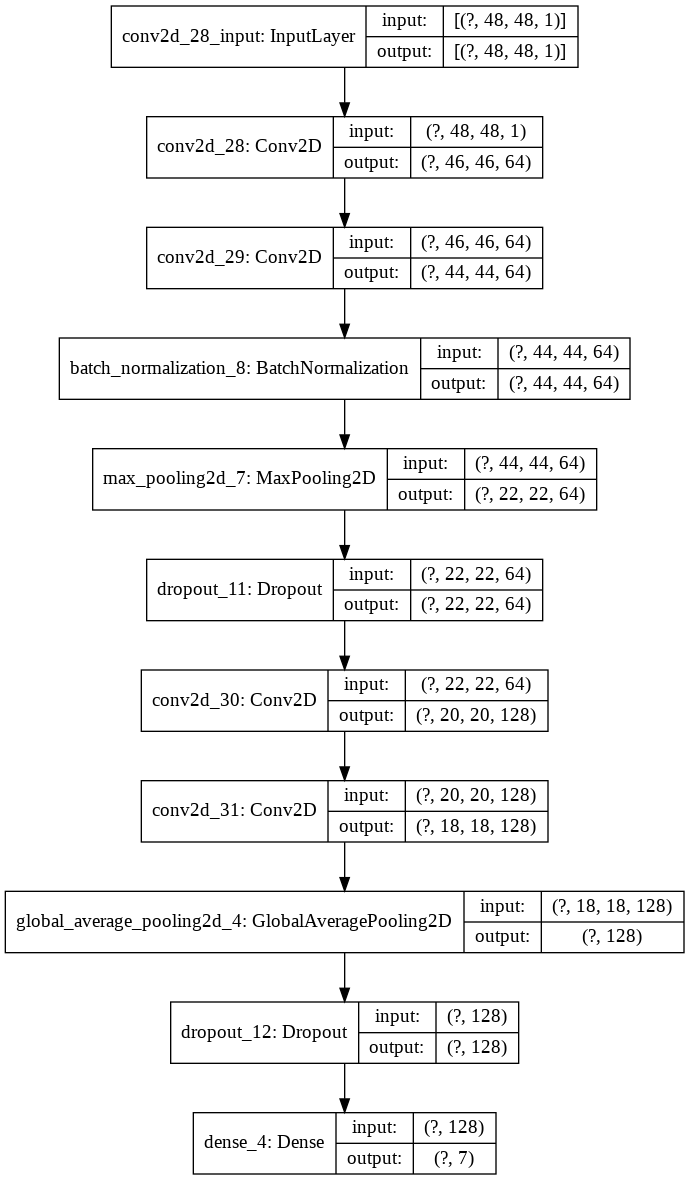 conv2d_28_input: InputLayer
input: [(?, 48, 48, 1)]
output: [(?, 48, 48, 1)]
conv2d_28: Conv2D
input: (?, 48, 48, 1)
output: (?, 46, 46, 64)
conv2d_29: Conv2D
input: (?, 46, 46, 64)
output: (?, 44, 44, 64)
batch_normalization_8: BatchNormalization
input: (?, 44, 44, 64)
output: (?, 44, 44, 64)
max_pooling2d_7: MaxPooling2D
input: (?, 44, 44, 64)
output: (?, 22, 22, 64)
dropout_11: Dropout
input: (?, 22, 22, 64)
output: (?, 22, 22, 64)
conv2d_30: Conv2D
input: (?, 22, 22, 64)
output: (?, 20, 20, 128)
conv2d_31: Conv2D
input: (?, 20, 20, 128)
output: (?, 18, 18, 128)
global_average_pooling2d_4: GlobalAveragePooling2D
input: (?, 18, 18, 128)
output: (?, 128)
dropout_12: Dropout
input: (?, 128)
output: (?, 128)
dense_4: Dense
input: (?, 128)
output: (?, 7)